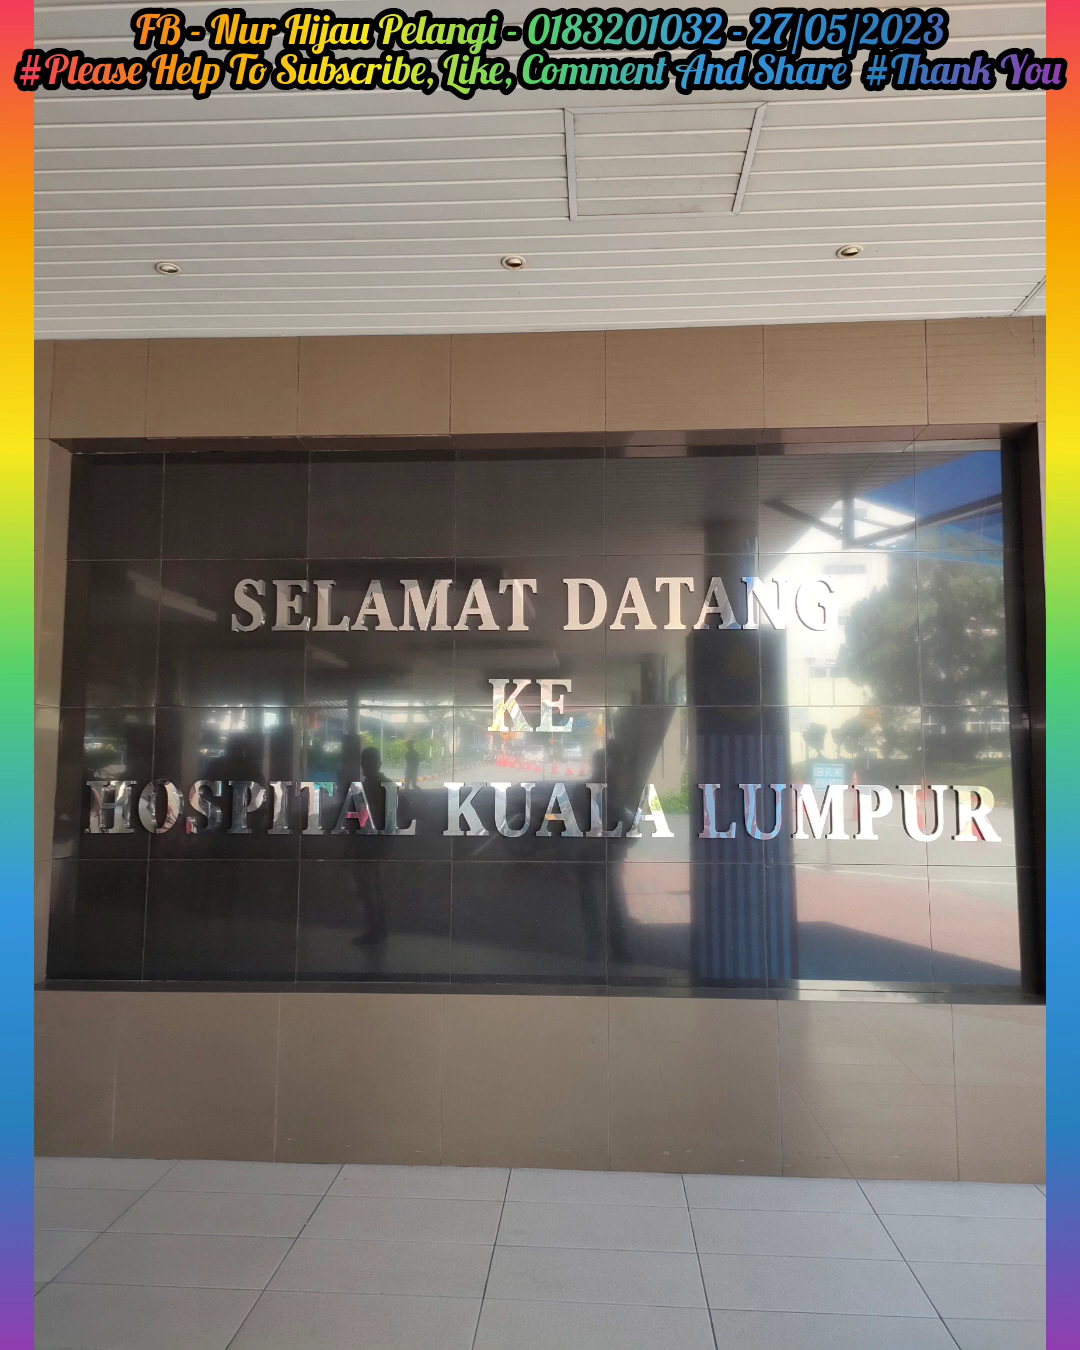 FB - Nur Hijau Pelangi - 0183201032 - 27/05/2023
#Please Help To Subscribe, Like, Comment And Share #Thank You
SELAMAT DATANG
KE
HOSPITAL KUALA LUMPUR